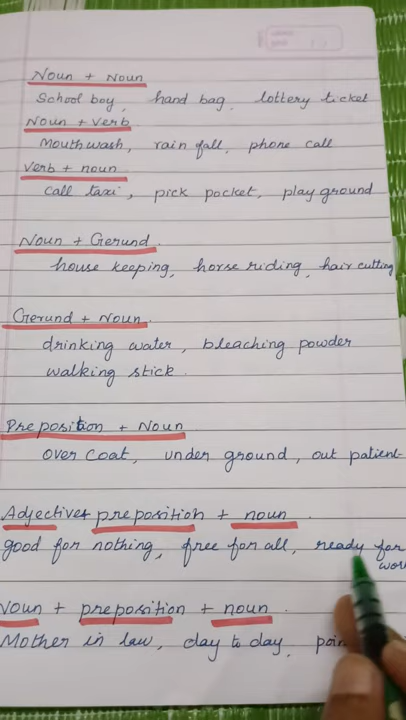 Noun + Noun
School boy, hand bag, lottery ticket
Noun + verb
Mouth wash, rain fall, phone call
Verb + noun
call taxi, pick pocket, play ground
Noun + Gerund.
house keeping, horse riding, hair cutting
Gerund + Noun.
drinking water, bleaching powder
walking stick.
Preposition + Noun
Over coat, under ground, out patient
Adjective+ preposition + noun.
good for nothing, free for all, ready for
Noun + preposition + noun.
Mother in law, day to day,